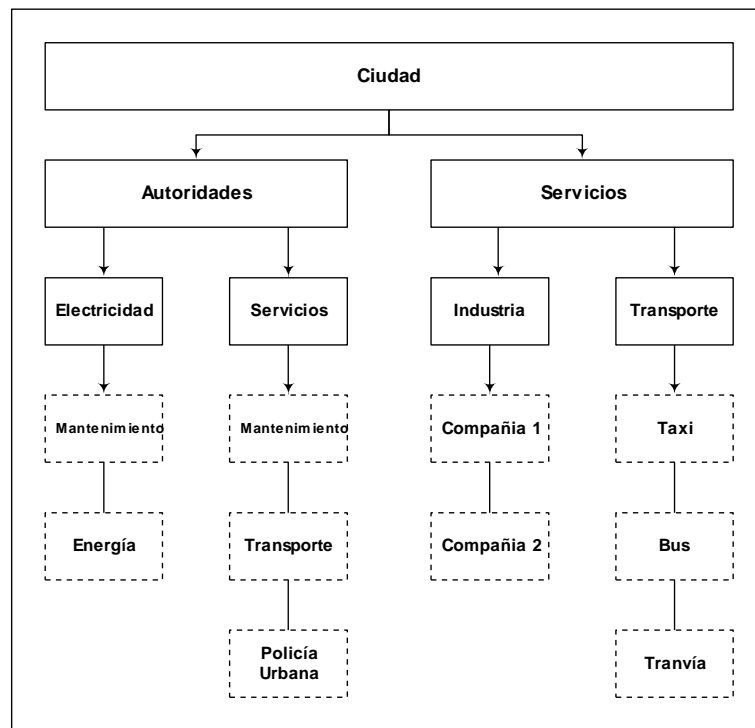 Ciudad
Autoridades
Servicios
Electricidad
Servicios
Industria
Transporte
Mantenimiento
Mantenimiento
Compañia 1
Taxi
Energía
Transporte
Compañia 2
Bus
Policía
Urbana
Tranvía